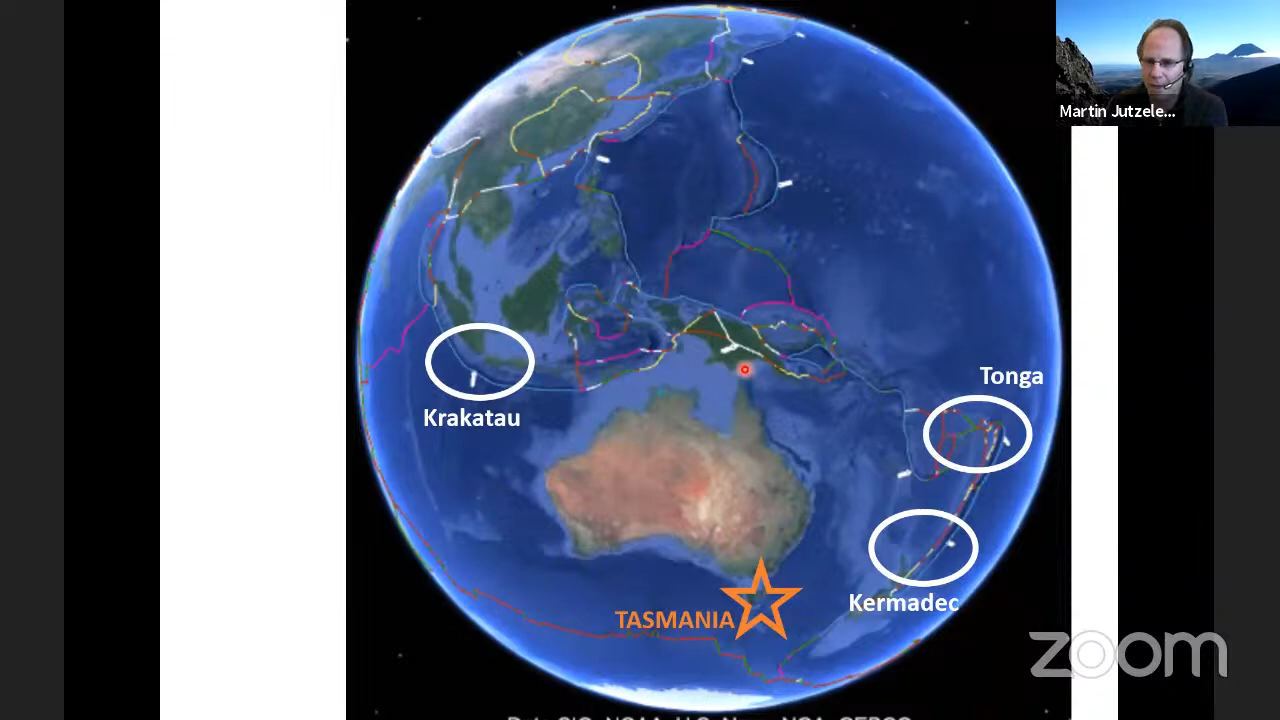 Martin Jutzele...
Tonga
Krakatau
Kermadec
TASMANIA
zoom